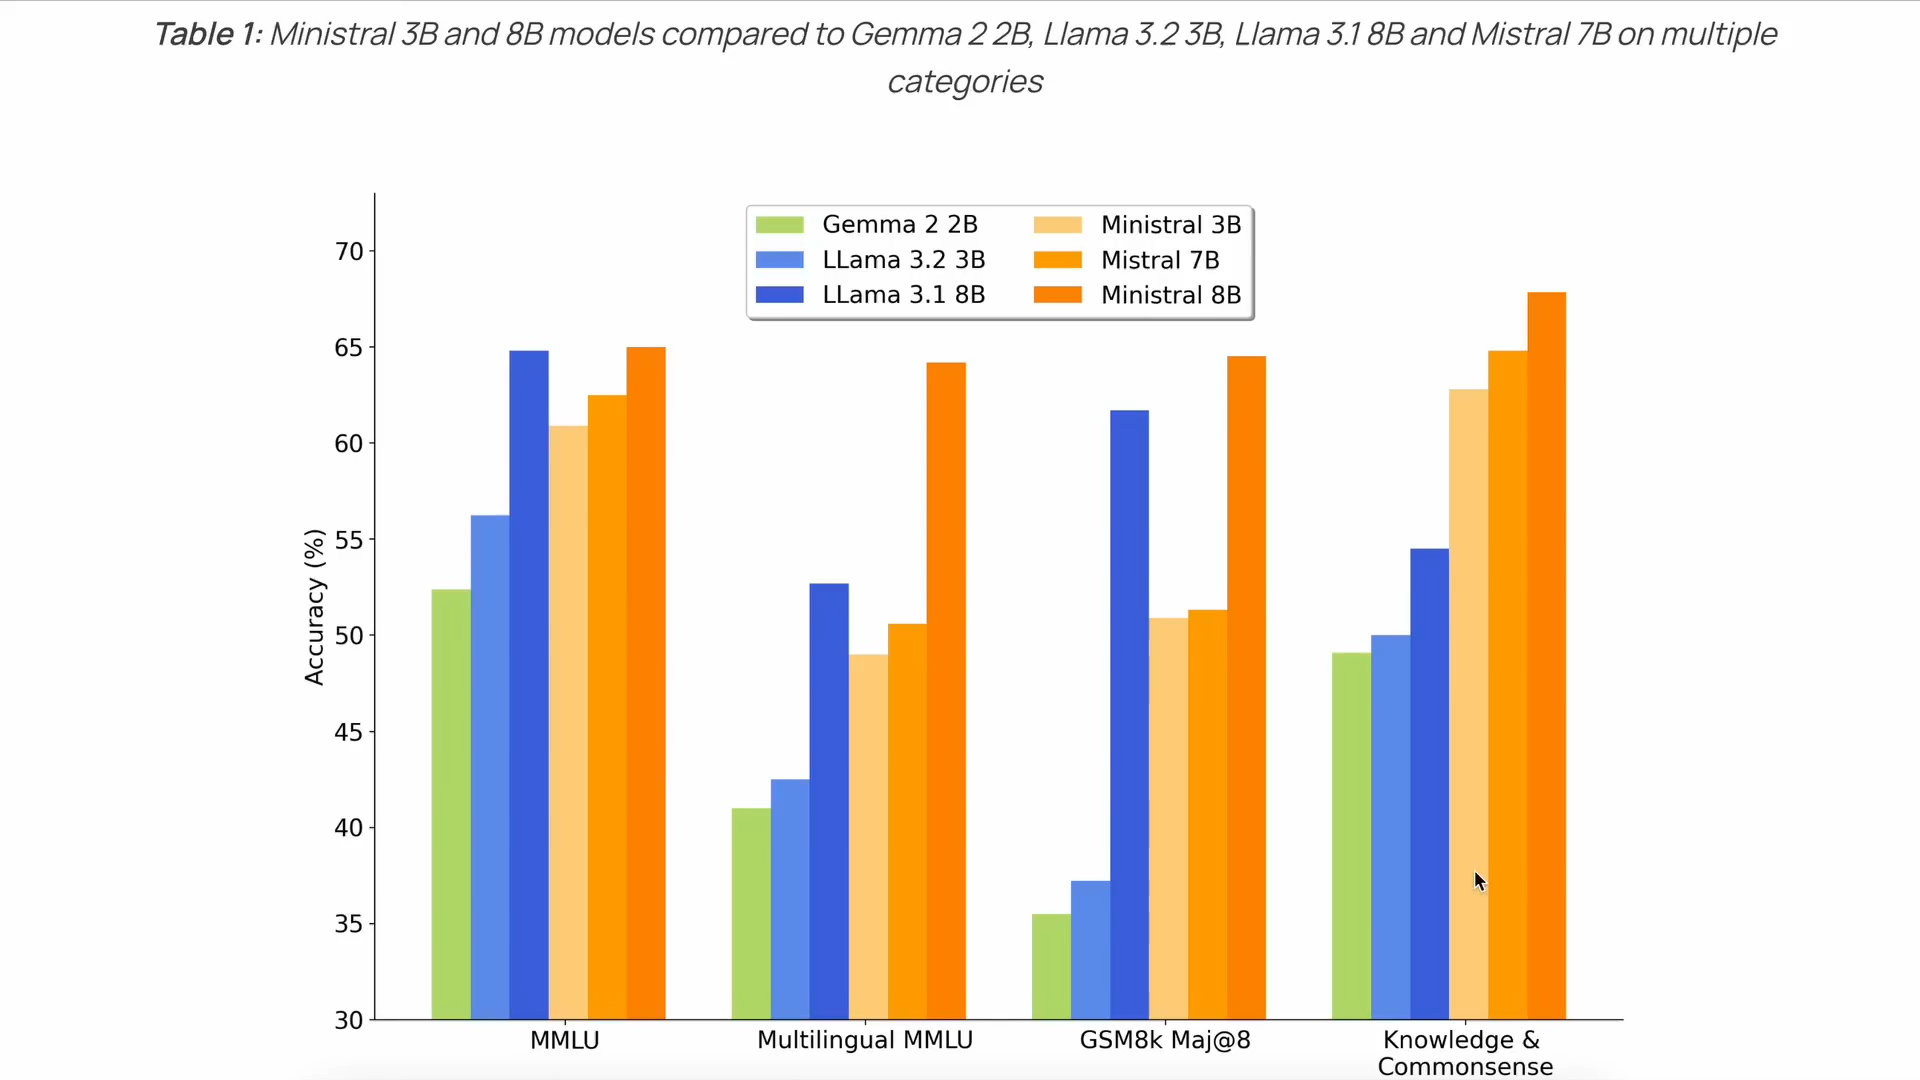 Table 1: Ministral 3B and 8B models compared to Gemma 2 2B, Llama 3.2 3B, Llama 3.1 8B and Mistral 7B on multiple
categories
Gemma 2 2B
LLama 3.2 3B
LLama 3.1 8B
Ministral 3B
Mistral 7B
Ministral 8B
Accuracy (%)
70
65
60
55
50
45
40
35
30
MMLU
Multilingual MMLU
GSM8k Maj@8
Knowledge &
Commonsense